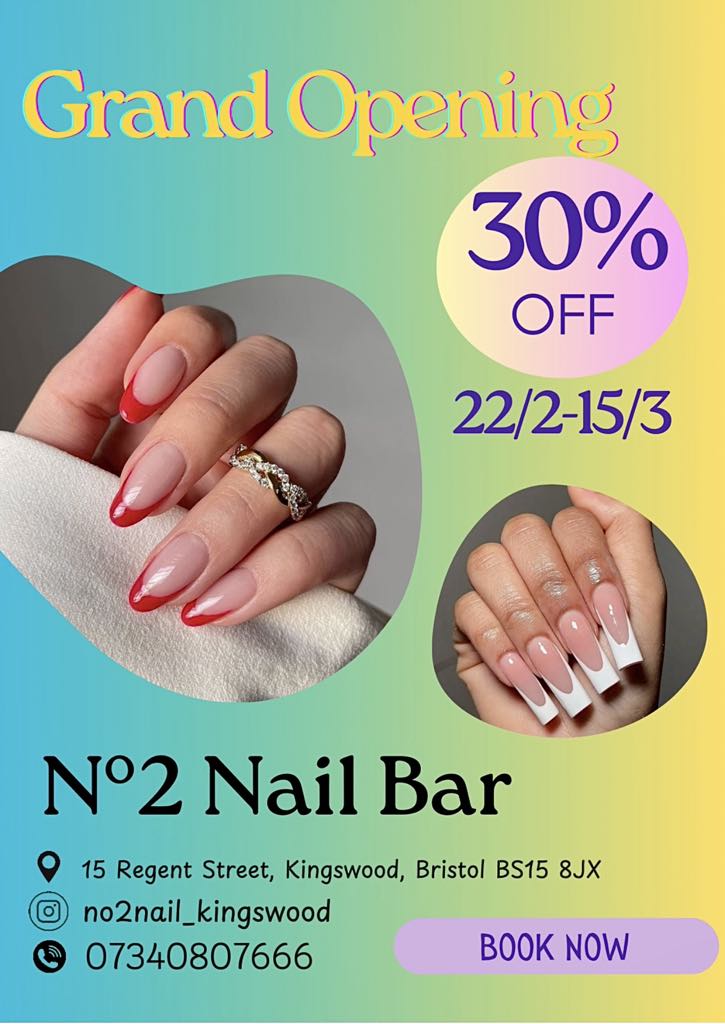 Grand Opening
30%
OFF
22/2-15/3
Nº2 Nail Bar
15 Regent Street, Kingswood, Bristol BS15 8JX
no2nail_kingswood
07340807666
BOOK NOW